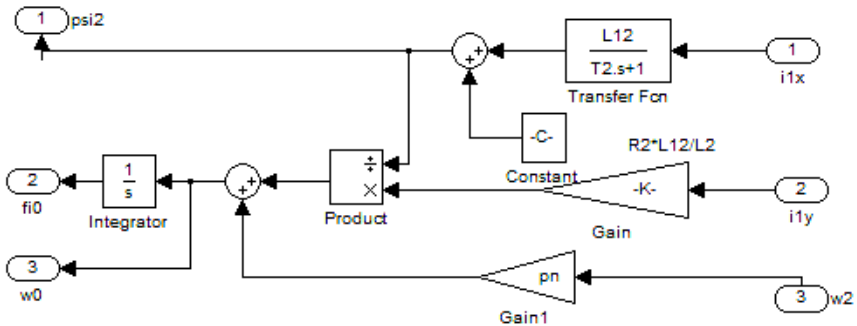 1
psi2
L12
T2.s+1
Transfer Fcn
1
i1x
-C-
Constant
R2*L12/L2
-K-
Gain
2
i1y
÷
×
Product
+
+
+
+
1
s
Integrator
2
fi0
3
w0
pn
Gain1
3
w2